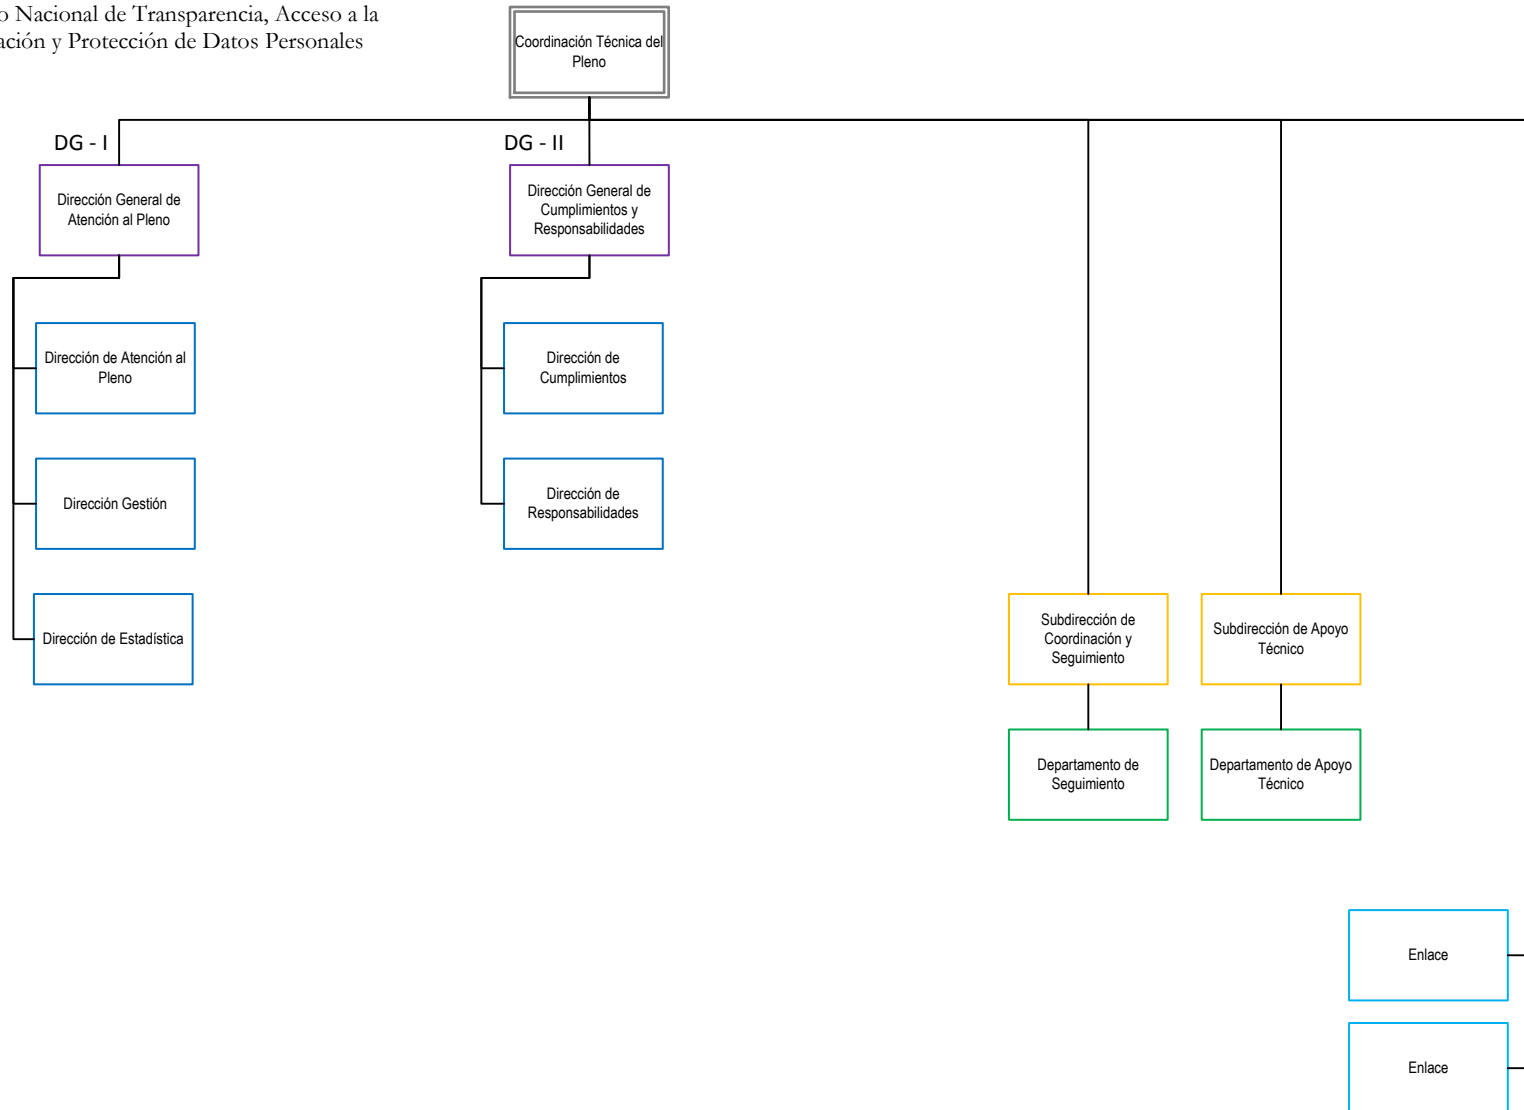 o Nacional de Transparencia, Acceso a la
ación y Protección de Datos Personales
Coordinación Técnica del
Pleno
DG - I
DG - II
Dirección General de
Atención al Pleno
Dirección General de
Cumplimientos y
Responsabilidades
Dirección de Atención al
Pleno
Dirección de
Cumplimientos
Dirección Gestión
Dirección de
Responsabilidades
Dirección de Estadística
Subdirección de
Coordinación y
Seguimiento
Subdirección de Apoyo
Técnico
Departamento de
Seguimiento
Departamento de Apoyo
Técnico
Enlace
Enlace